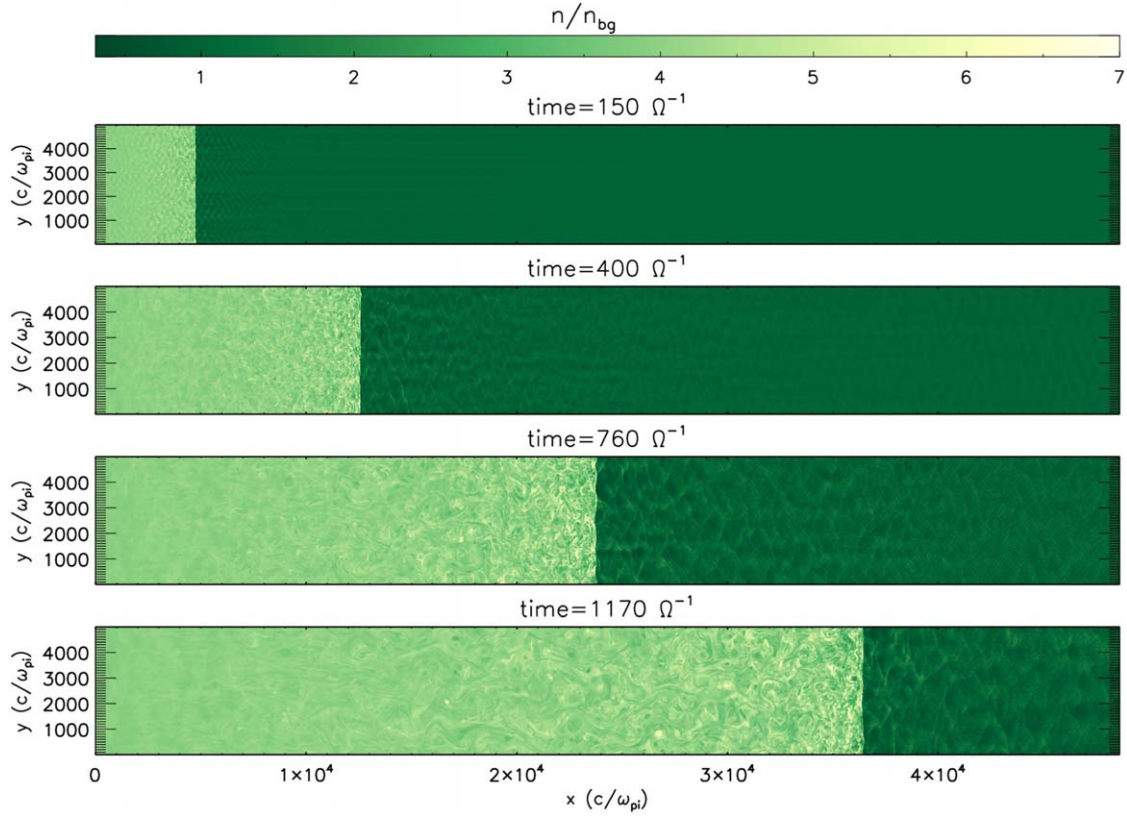 n/n_bg
1 2 3 4 5 6 7
time=150 Ω⁻¹
4000
3000
2000
1000
y (c/ω_pi)
time=400 Ω⁻¹
4000
3000
2000
1000
y (c/ω_pi)
time=760 Ω⁻¹
4000
3000
2000
1000
y (c/ω_pi)
time=1170 Ω⁻¹
4000
3000
2000
1000
y (c/ω_pi)
0 1×10⁴ 2×10⁴ 3×10⁴ 4×10⁴
x (c/ω_pi)